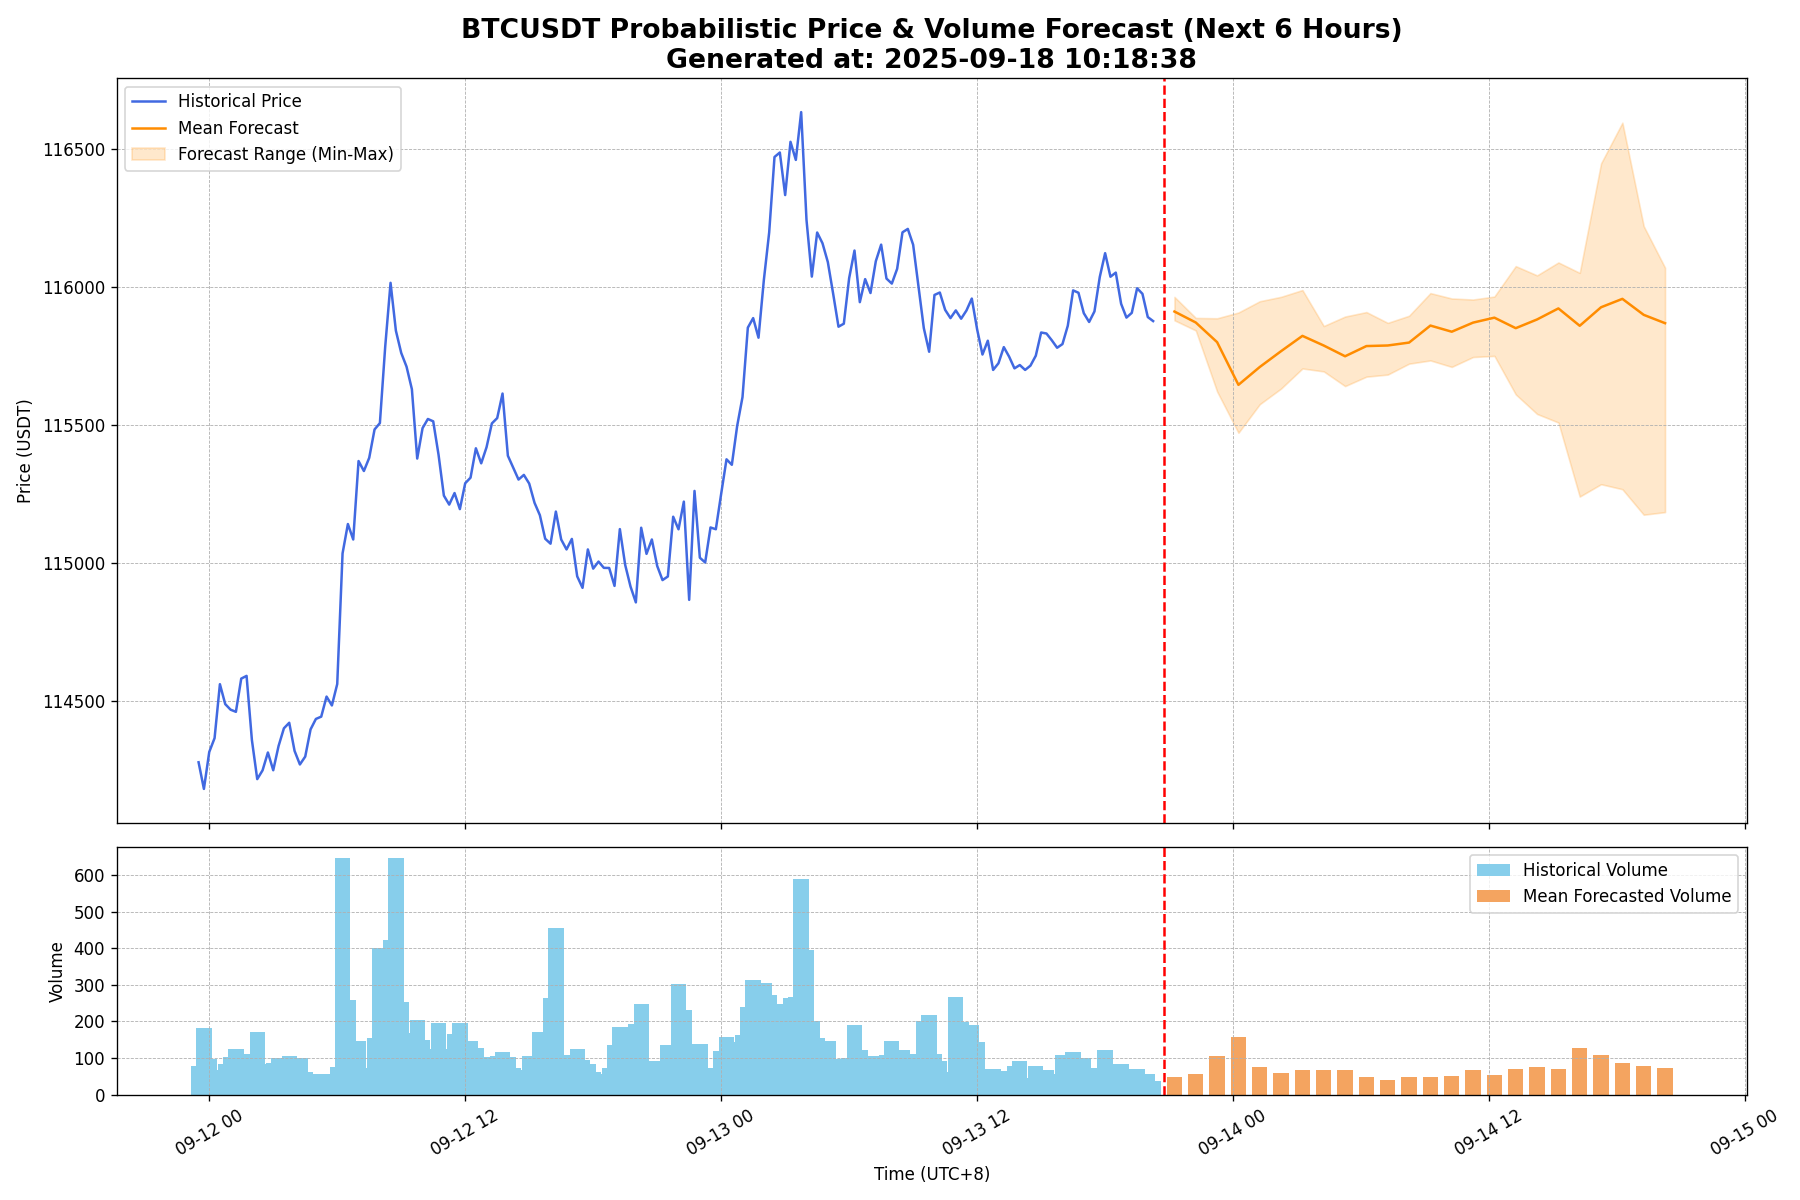 BTCUSDT Probabilistic Price & Volume Forecast (Next 6 Hours)
Generated at: 2025-09-18 10:18:38
Historical Price
Mean Forecast
Forecast Range (Min-Max)
116500
116000
115500
115000
114500
Price (USDT)
Historical Volume
Mean Forecasted Volume
600
500
400
300
200
100
0
Volume
09-12 00
09-12 12
09-13 00
09-13 12
09-14 00
09-14 12
09-15 00
Time (UTC+8)